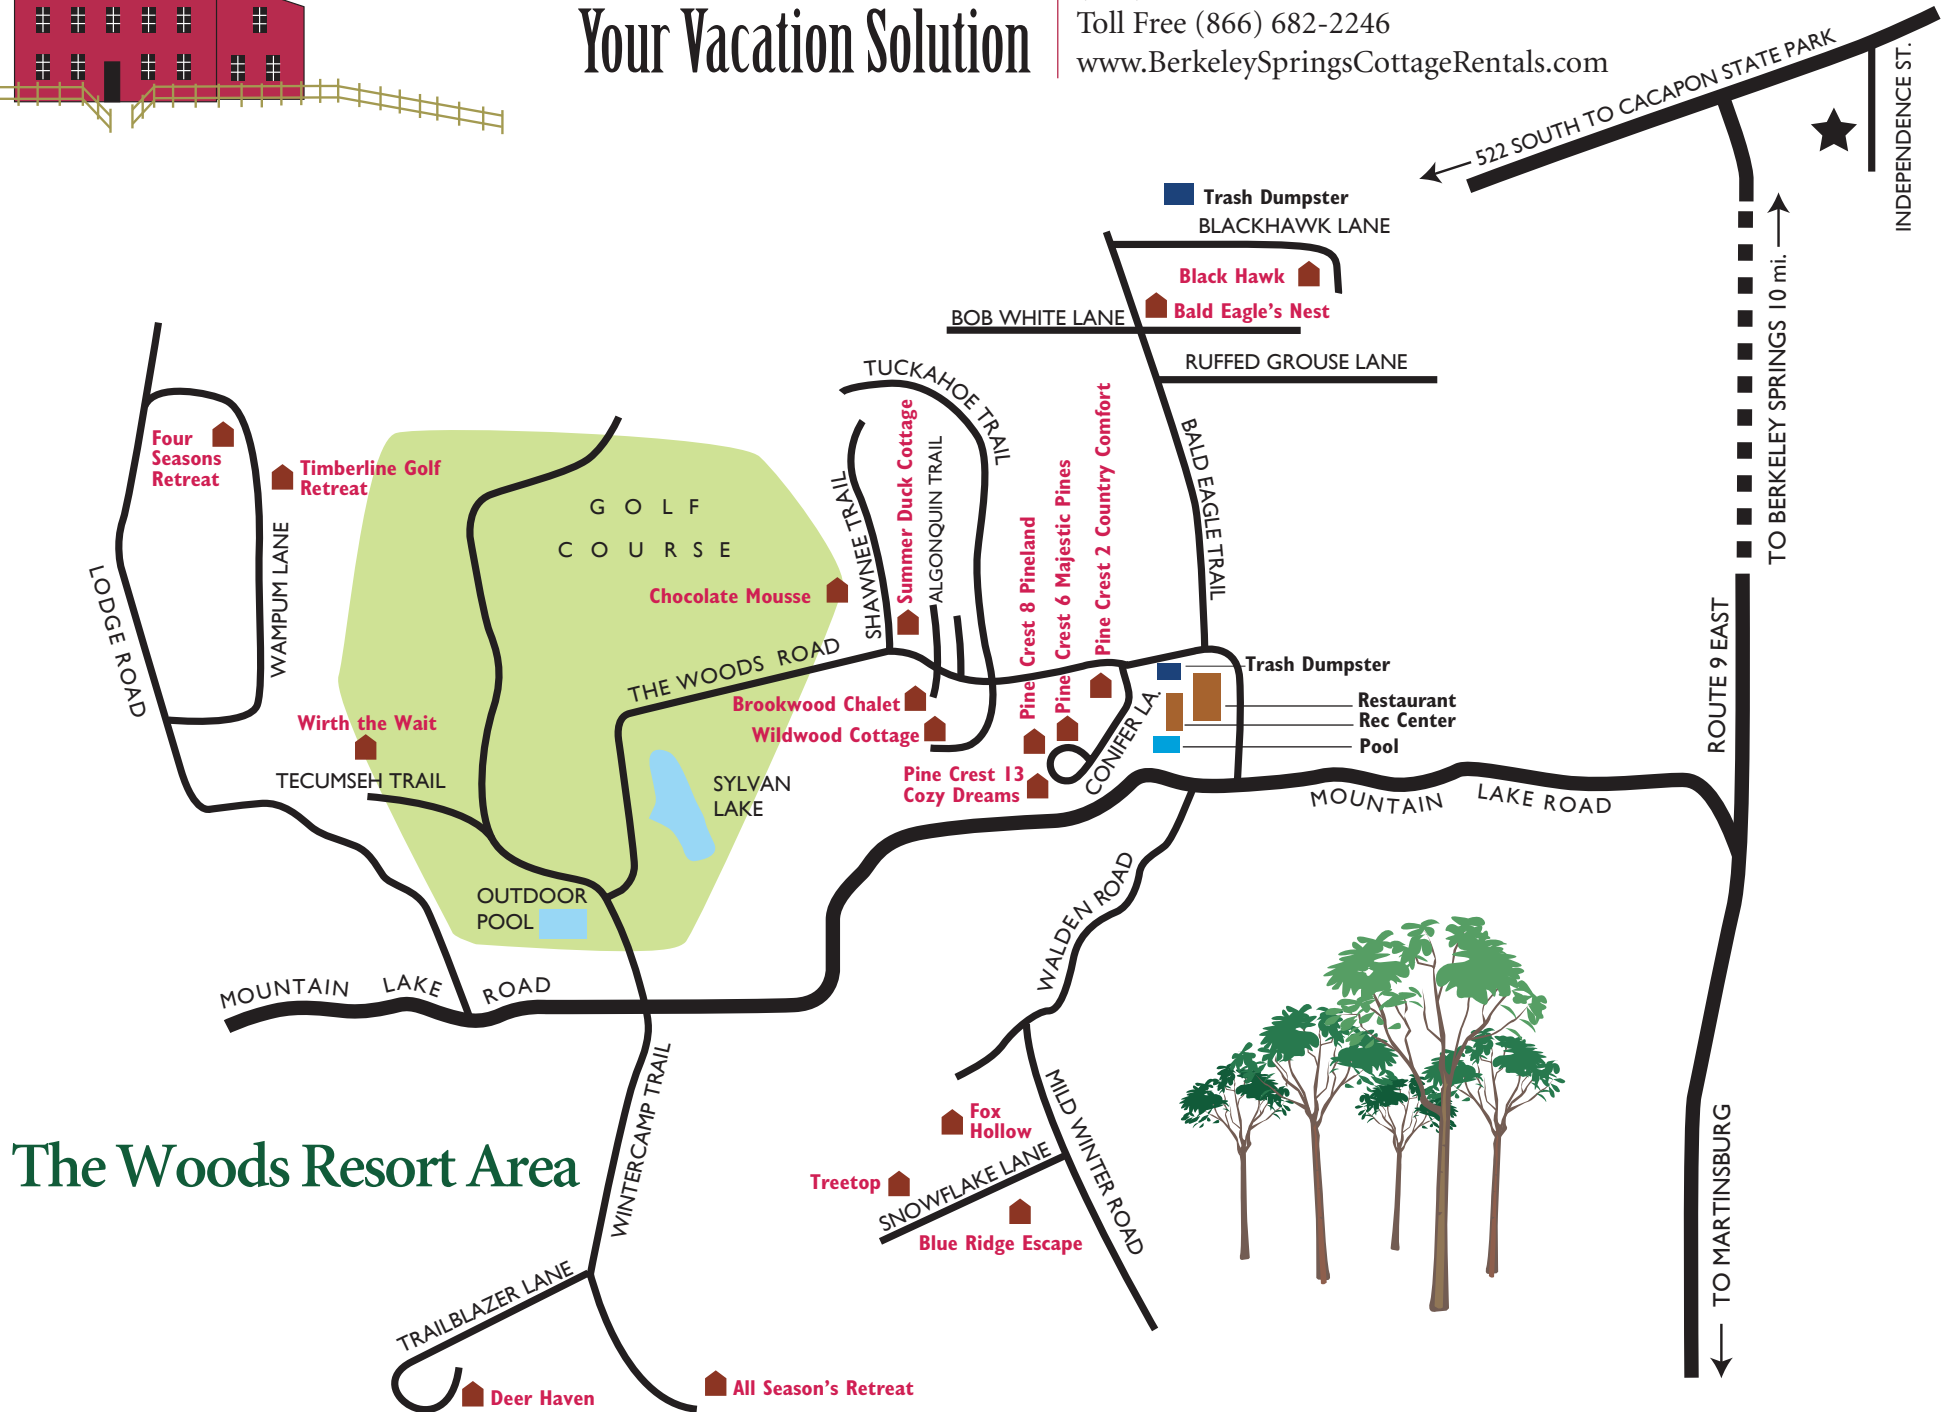 Your Vacation Solution
Toll Free (866) 682-2246
www.BerkeleySpringsCottageRentals.com
522 SOUTH TO CACAPON STATE PARK
INDEPENDENCE ST.
Trash Dumpster
BLACKHAWK LANE
Black Hawk
Bald Eagle's Nest
BOB WHITE LANE
RUFFED GROUSE LANE
TO BERKELEY SPRINGS 10 mi.
TUCKAHOE TRAIL
BALD EAGLE TRAIL
Four
Seasons
Retreat
Timberline Golf
Retreat
WAMPUM LANE
LODGE ROAD
GOLF
COURSE
SHAWNEE TRAIL
Summer Duck Cottage
ALGONQUIN TRAIL
Pine Crest 8 Pineland
Pine Crest 6 Majestic Pines
Pine Crest 2 Country Comfort
Chocolate Mousse
THE WOODS ROAD
Brookwood Chalet
Wildwood Cottage
Pine Crest 13
Cozy Dreams
CONIFER LA.
Trash Dumpster
Restaurant
Rec Center
Pool
ROUTE 9 EAST
Wirth the Wait
TECUMSEH TRAIL
SYLVAN
LAKE
MOUNTAIN LAKE ROAD
OUTDOOR
POOL
WALDEN ROAD
MOUNTAIN LAKE ROAD
WINTERCAMP TRAIL
MILD WINTER ROAD
Fox
Hollow
SNOWFLAKE LANE
Treetop
Blue Ridge Escape
The Woods Resort Area
TO MARTINSBURG
TRAILBLAZER LANE
Deer Haven
All Season's Retreat